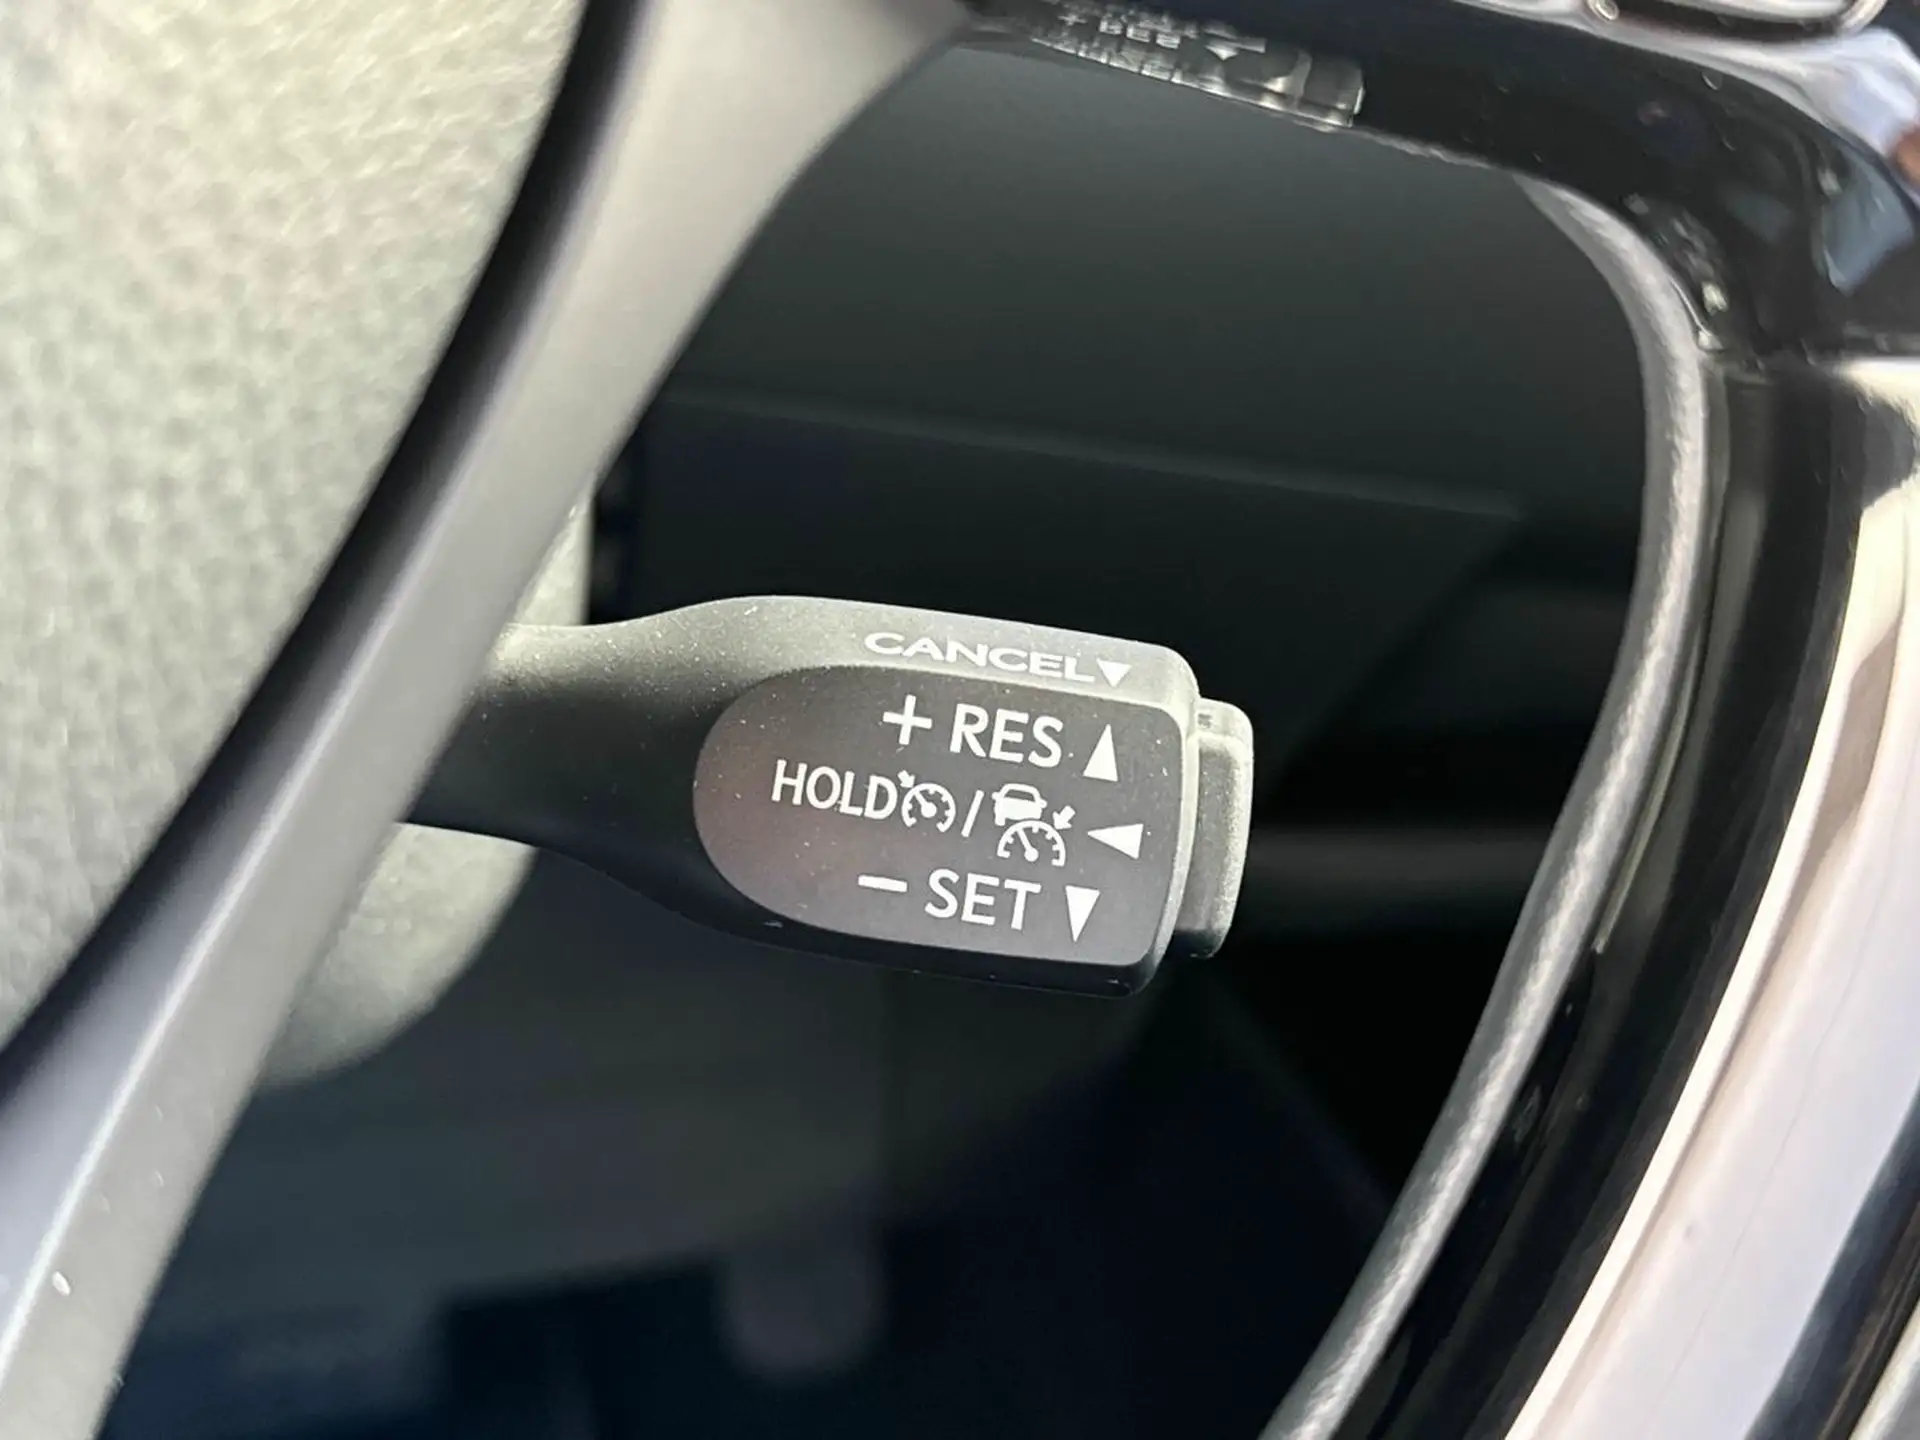 CANCEL▼
+ RES ▲
HOLD / ◀
– SET ▼